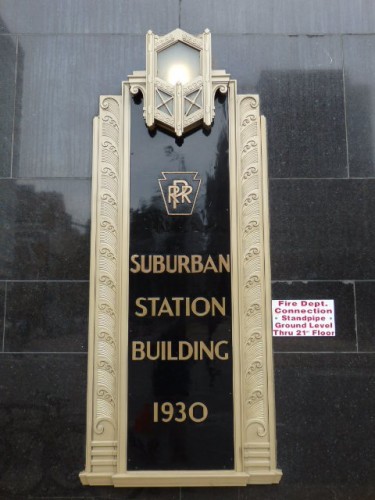 PRR
SUBURBAN
STATION
BUILDING
1930
Fire Dept.
Connection
• Standpipe •
Ground Level
Thru 21st Floor